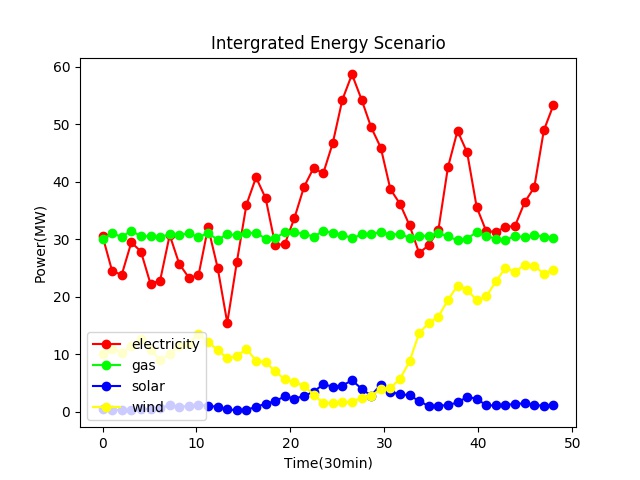 Intergrated Energy Scenario
Power(MW)
60
50
40
30
20
10
0
electricity
gas
solar
wind
0 10 20 30 40 50
Time(30min)